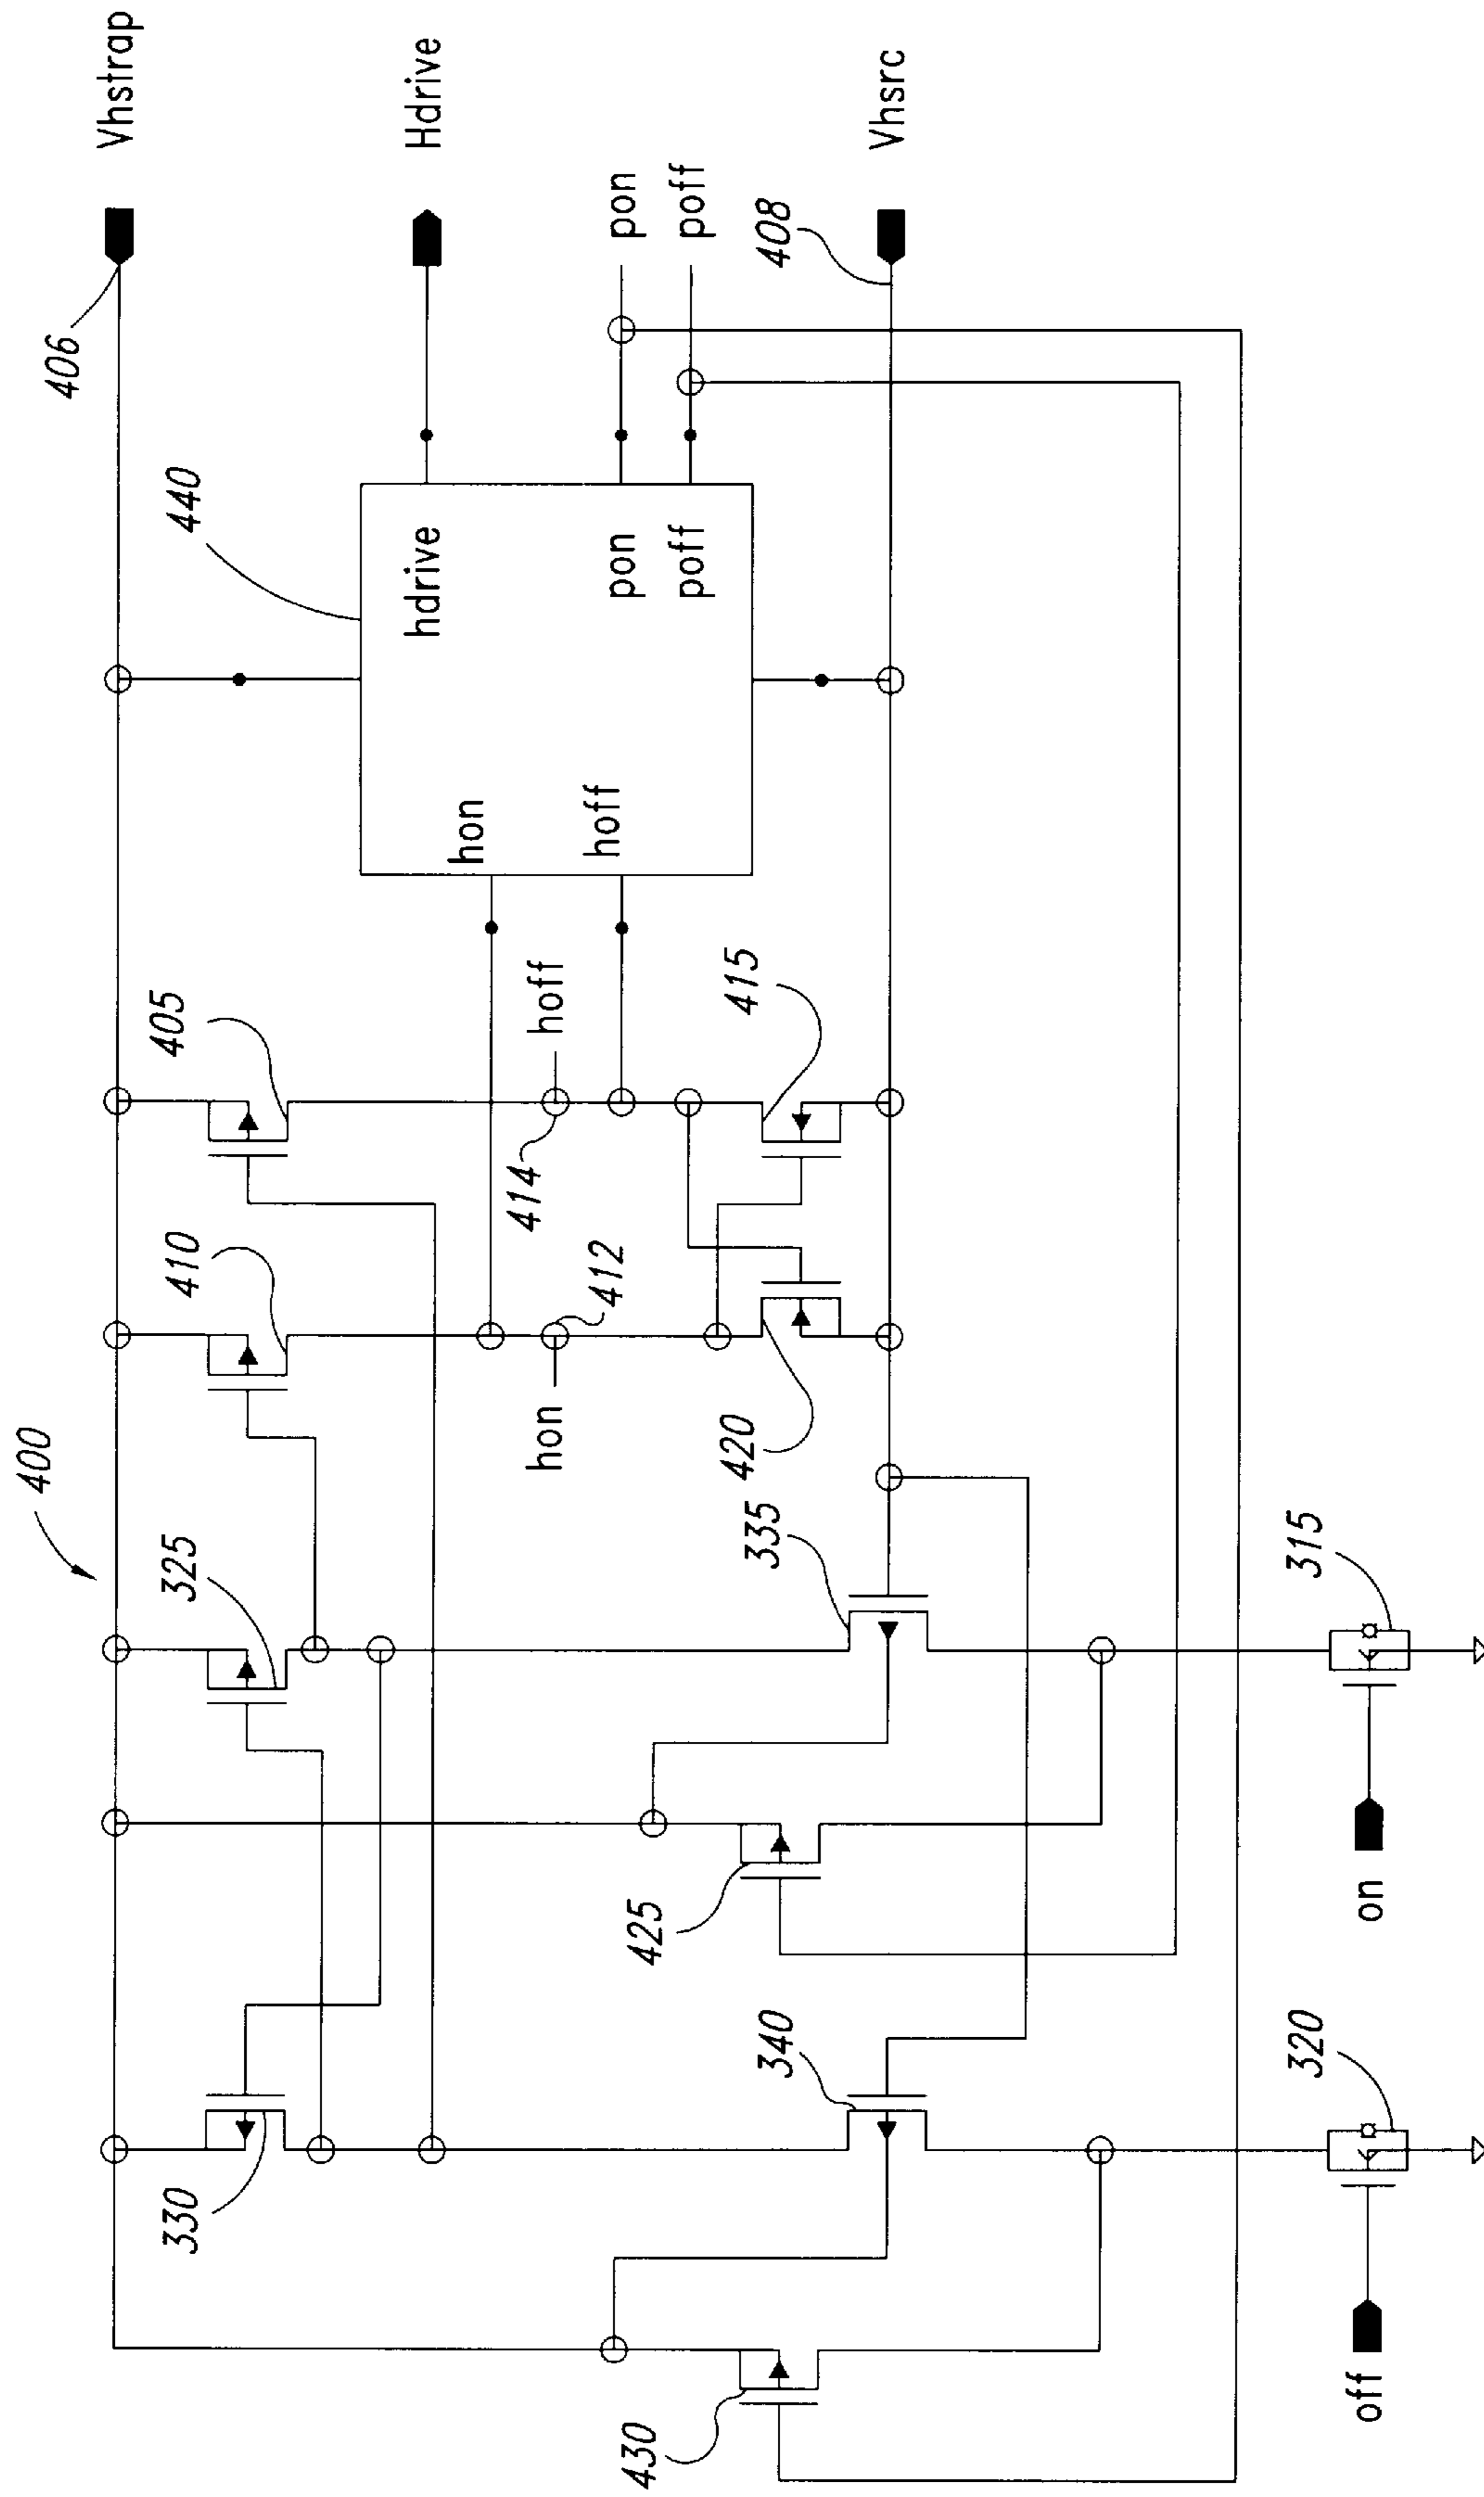 400
406
Vhstrap
330
325
410
405
440
hdrive
Hdrive
hon
hoff
pon
poff
pon
poff
hon
412
414
hoff
430
425
340
335
420
415
408
Vhsrc
off
320
on
315